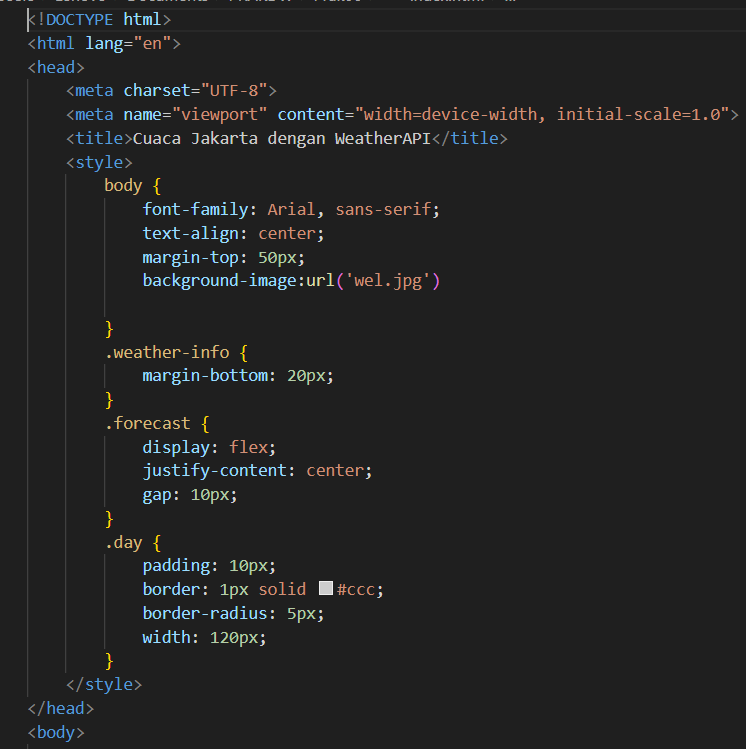 <!DOCTYPE html>
<html lang="en">
<head>
    <meta charset="UTF-8">
    <meta name="viewport" content="width=device-width, initial-scale=1.0">
    <title>Cuaca Jakarta dengan WeatherAPI</title>
    <style>
        body {
            font-family: Arial, sans-serif;
            text-align: center;
            margin-top: 50px;
            background-image:url('wel.jpg')
        }
        .weather-info {
            margin-bottom: 20px;
        }
        .forecast {
            display: flex;
            justify-content: center;
            gap: 10px;
        }
        .day {
            padding: 10px;
            border: 1px solid #ccc;
            border-radius: 5px;
            width: 120px;
        }
    </style>
</head>
<body>